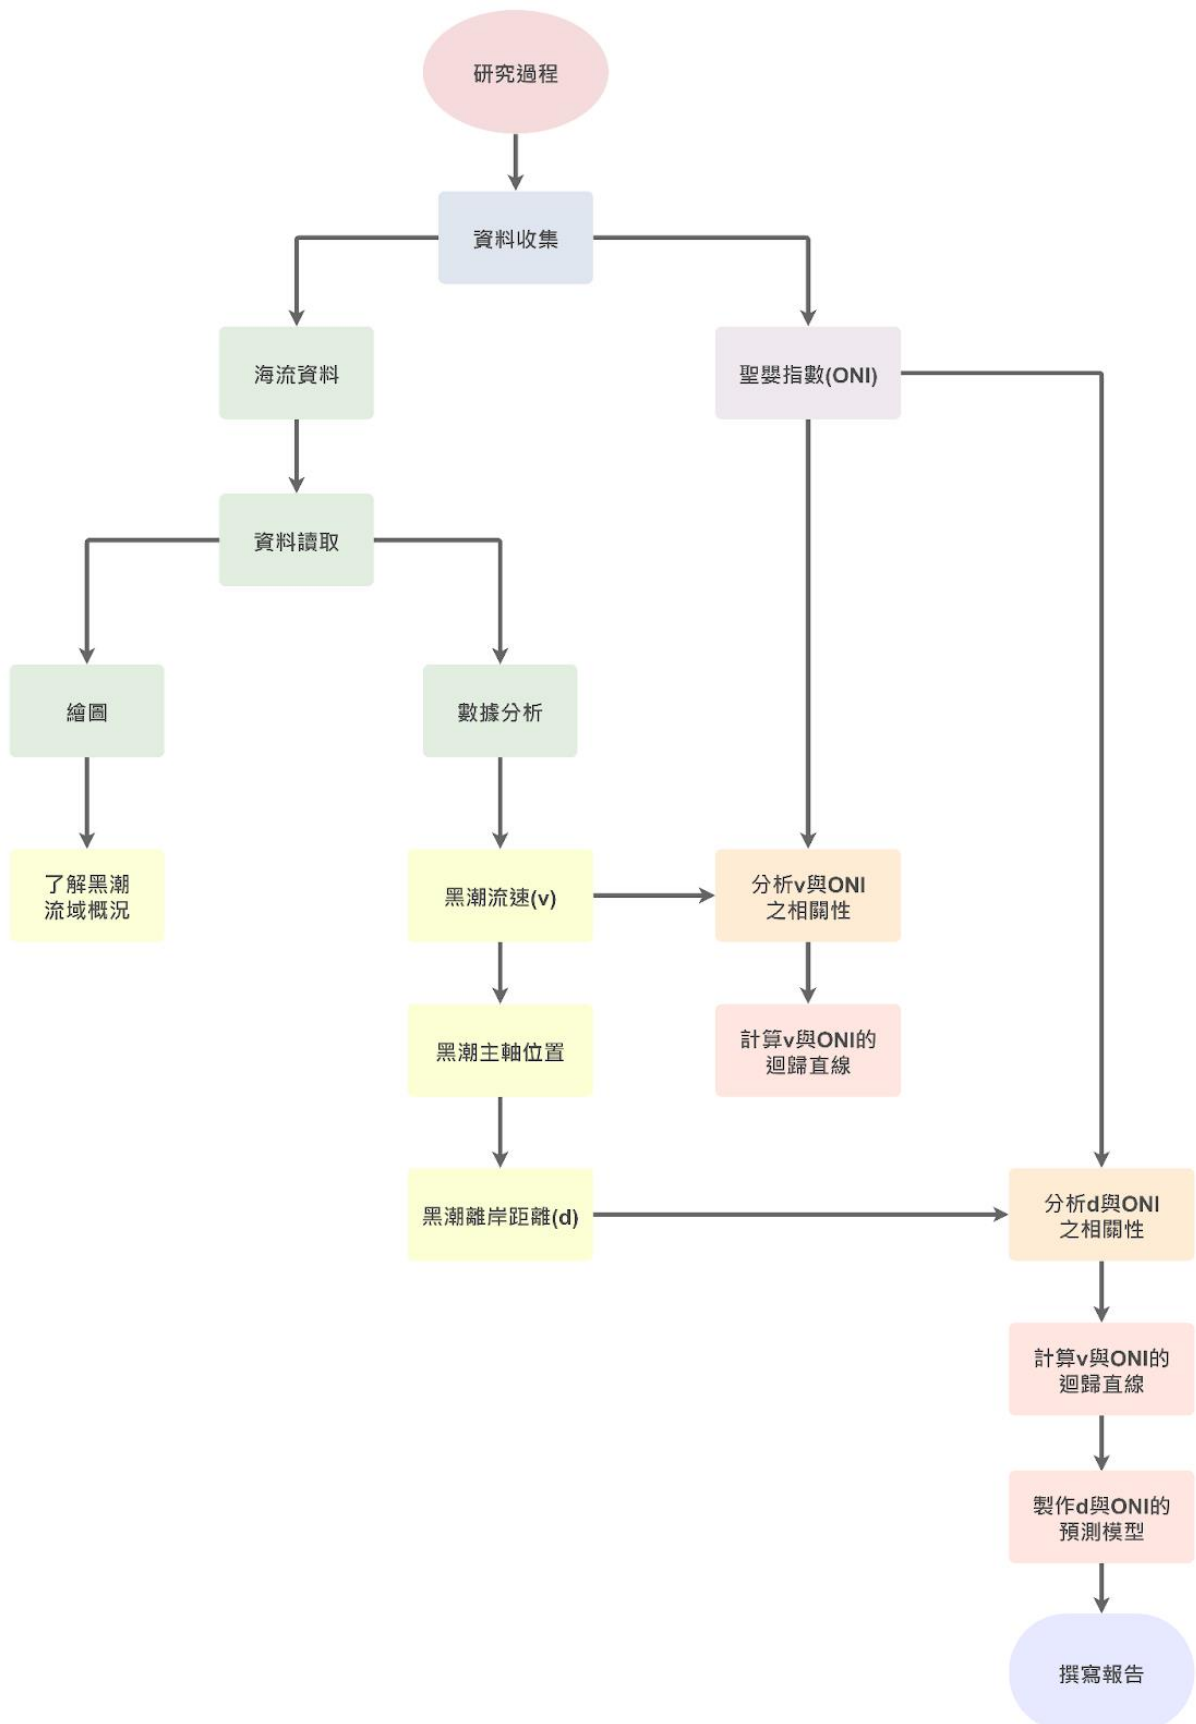 研究過程
資料收集
海流資料
聖嬰指數(ONI)
資料讀取
繪圖
數據分析
了解黑潮
流域概況
黑潮流速(v)
分析v與ONI
之相關性
黑潮主軸位置
計算v與ONI的
迴歸直線
黑潮離岸距離(d)
分析d與ONI
之相關性
計算v與ONI的
迴歸直線
製作d與ONI的
預測模型
撰寫報告